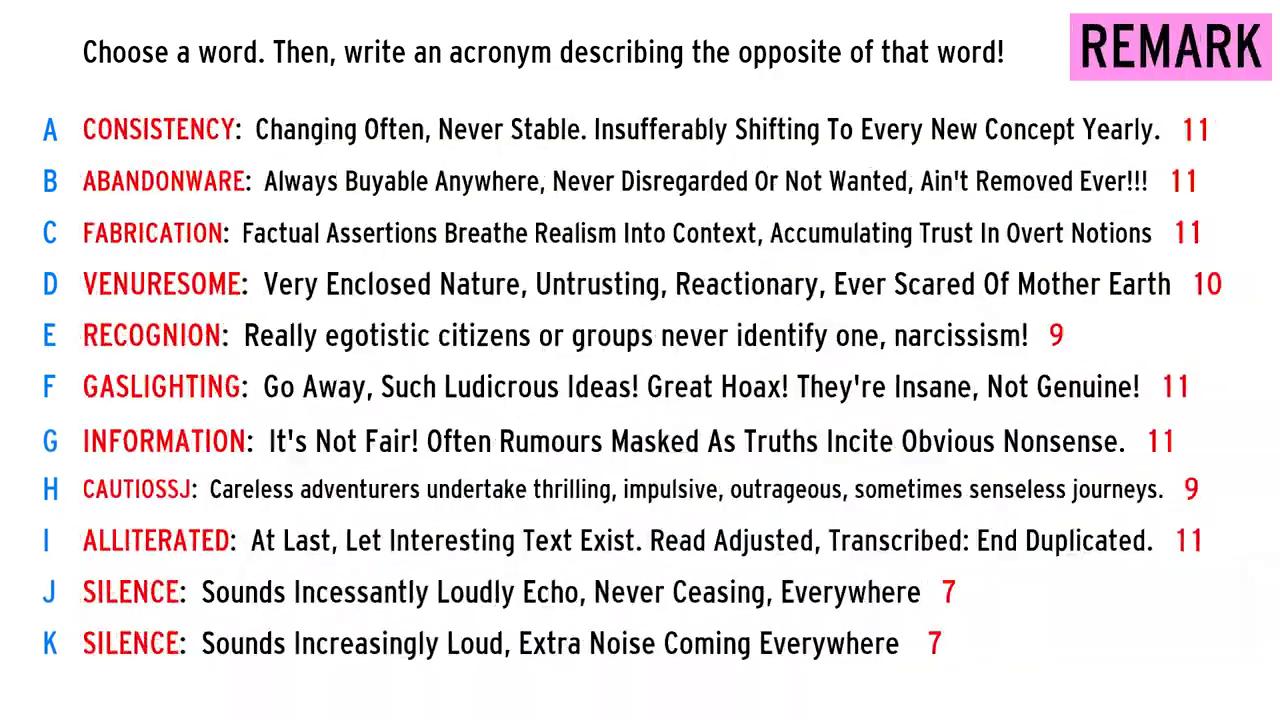 Choose a word. Then, write an acronym describing the opposite of that word!
REMARK
A CONSISTENCY: Changing Often, Never Stable. Insufferably Shifting To Every New Concept Yearly. 11
B ABANDONWARE: Always Buyable Anywhere, Never Disregarded Or Not Wanted, Ain't Removed Ever!!! 11
C FABRICATION: Factual Assertions Breathe Realism Into Context, Accumulating Trust In Overt Notions 11
D VENURESOME: Very Enclosed Nature, Untrusting, Reactionary, Ever Scared Of Mother Earth 10
E RECOGNION: Really egotistic citizens or groups never identify one, narcissism! 9
F GASLIGHTING: Go Away, Such Ludicrous Ideas! Great Hoax! They're Insane, Not Genuine! 11
G INFORMATION: It's Not Fair! Often Rumours Masked As Truths Incite Obvious Nonsense. 11
H CAUTIOSSJ: Careless adventurers undertake thrilling, impulsive, outrageous, sometimes senseless journeys. 9
I ALLITERATED: At Last, Let Interesting Text Exist. Read Adjusted, Transcribed: End Duplicated. 11
J SILENCE: Sounds Incessantly Loudly Echo, Never Ceasing, Everywhere 7
K SILENCE: Sounds Increasingly Loud, Extra Noise Coming Everywhere 7